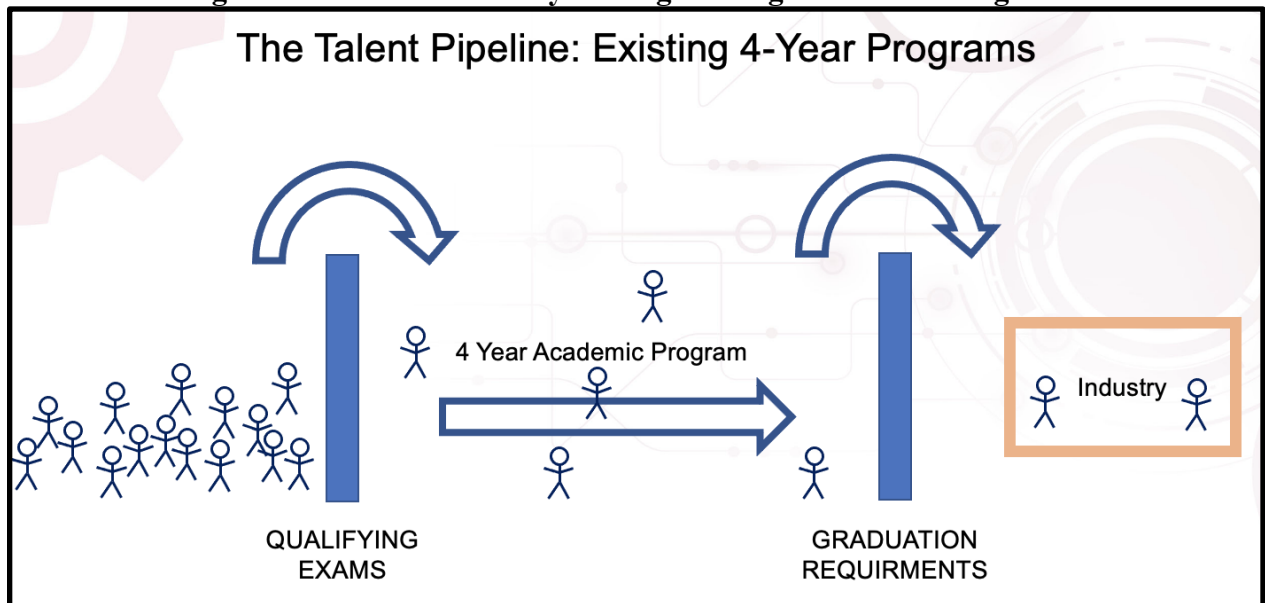 The Talent Pipeline: Existing 4-Year Programs
4 Year Academic Program
Industry
QUALIFYING
EXAMS
GRADUATION
REQUIRMENTS